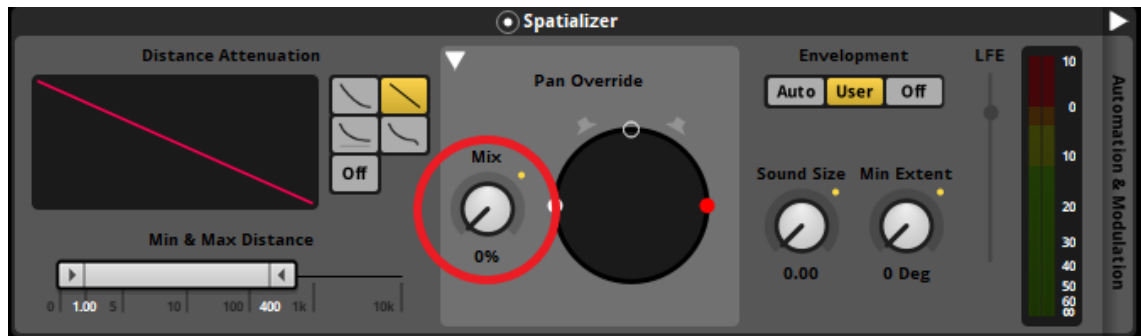 Spatializer
Distance Attenuation
Off
Min & Max Distance
0 1.00 5 10 100 400 1k 10k
Pan Override
Mix
0%
Envelopment
Auto User Off
Sound Size Min Extent
0.00 0 Deg
LFE
10
0
10
20
30
40
50
60
∞
Automation & Modulation